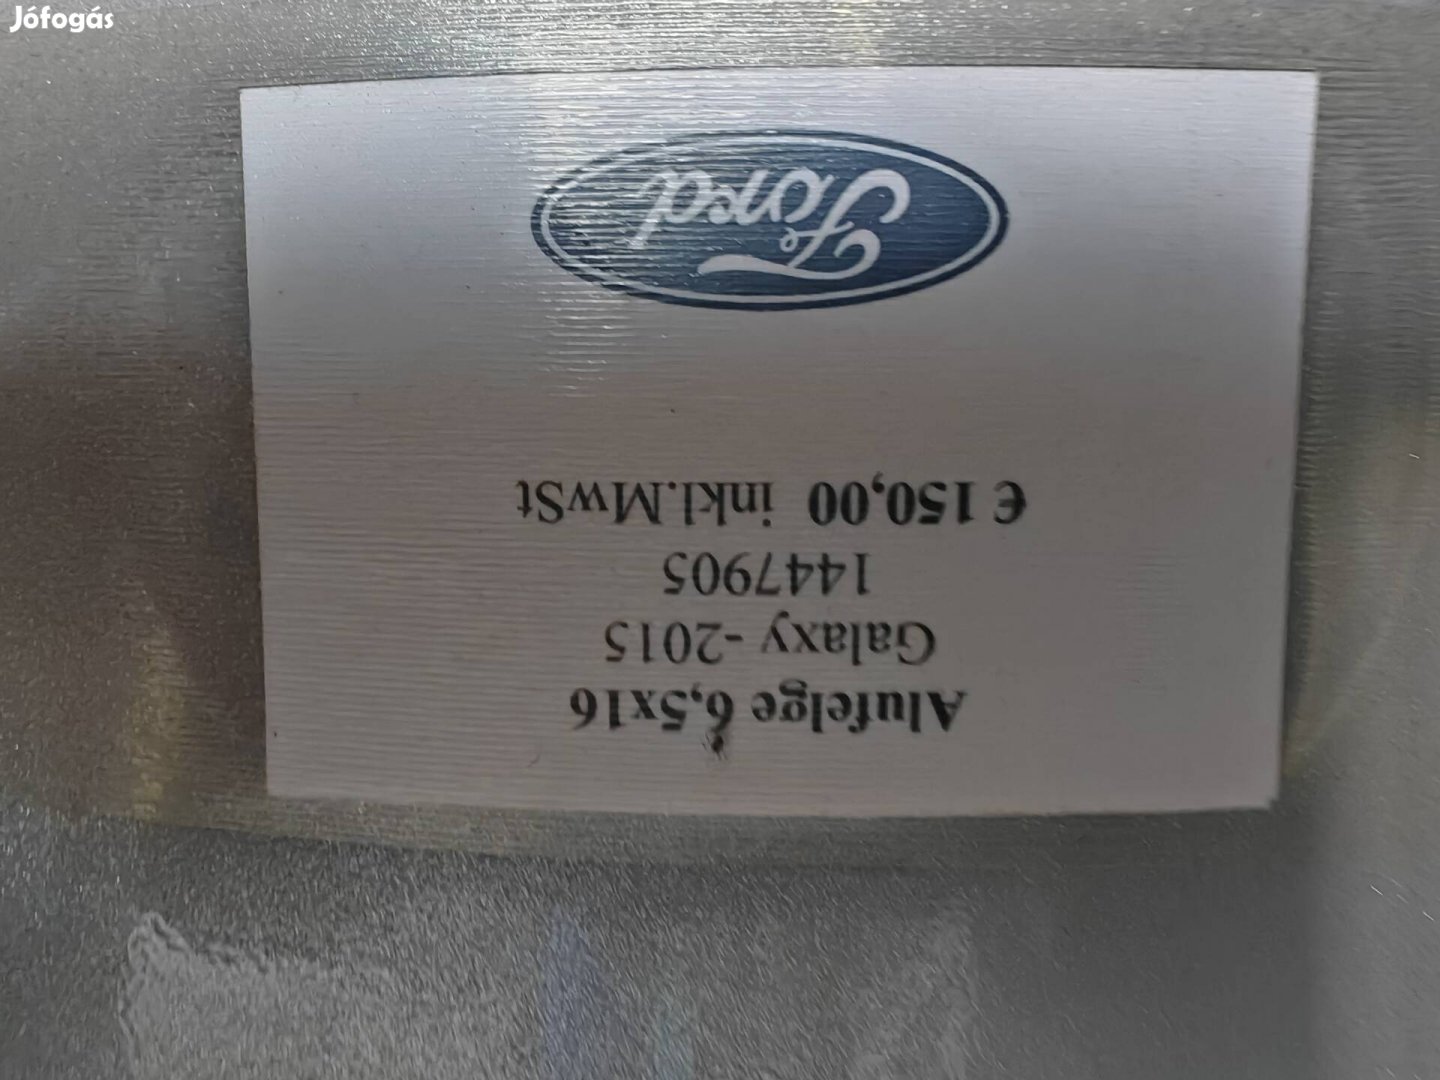 Jófogás
Alufelge 6,5x16
Galaxy -2015
1447905
€ 150,00 inkl.MwSt
Ford